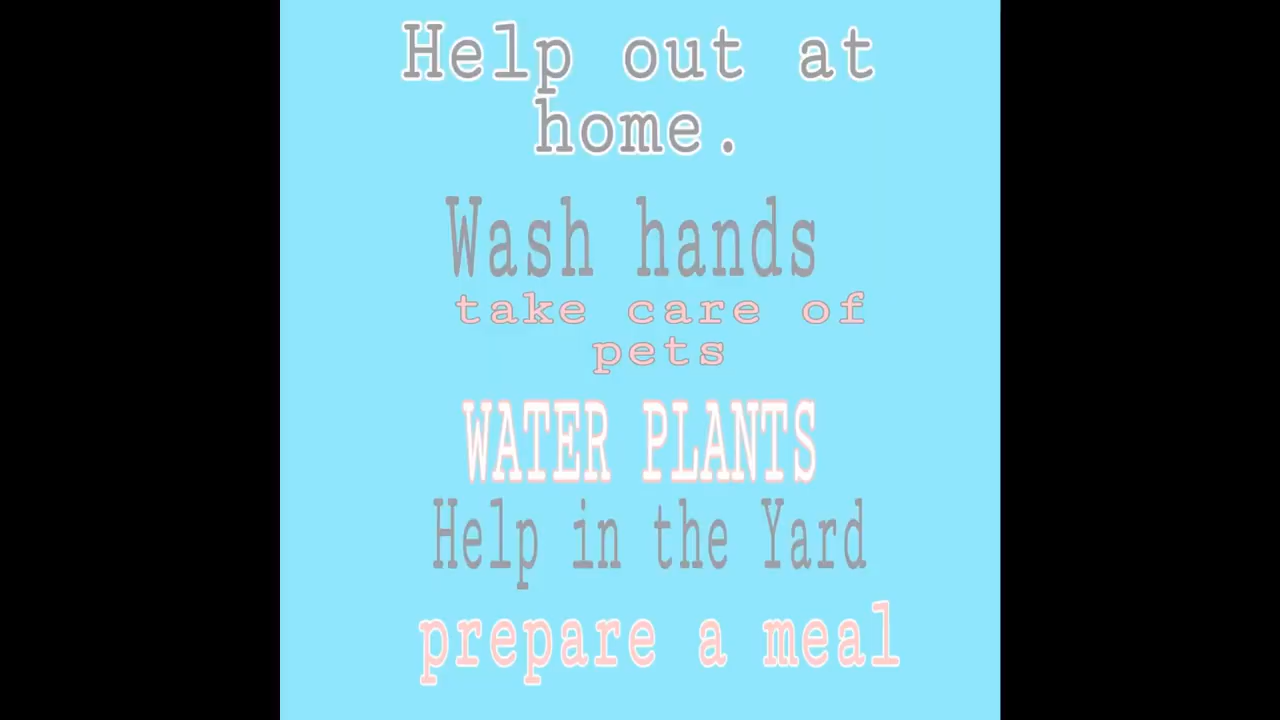 Help out at
home.
Wash hands
take care of
pets
WATER PLANTS
Help in the Yard
prepare a meal